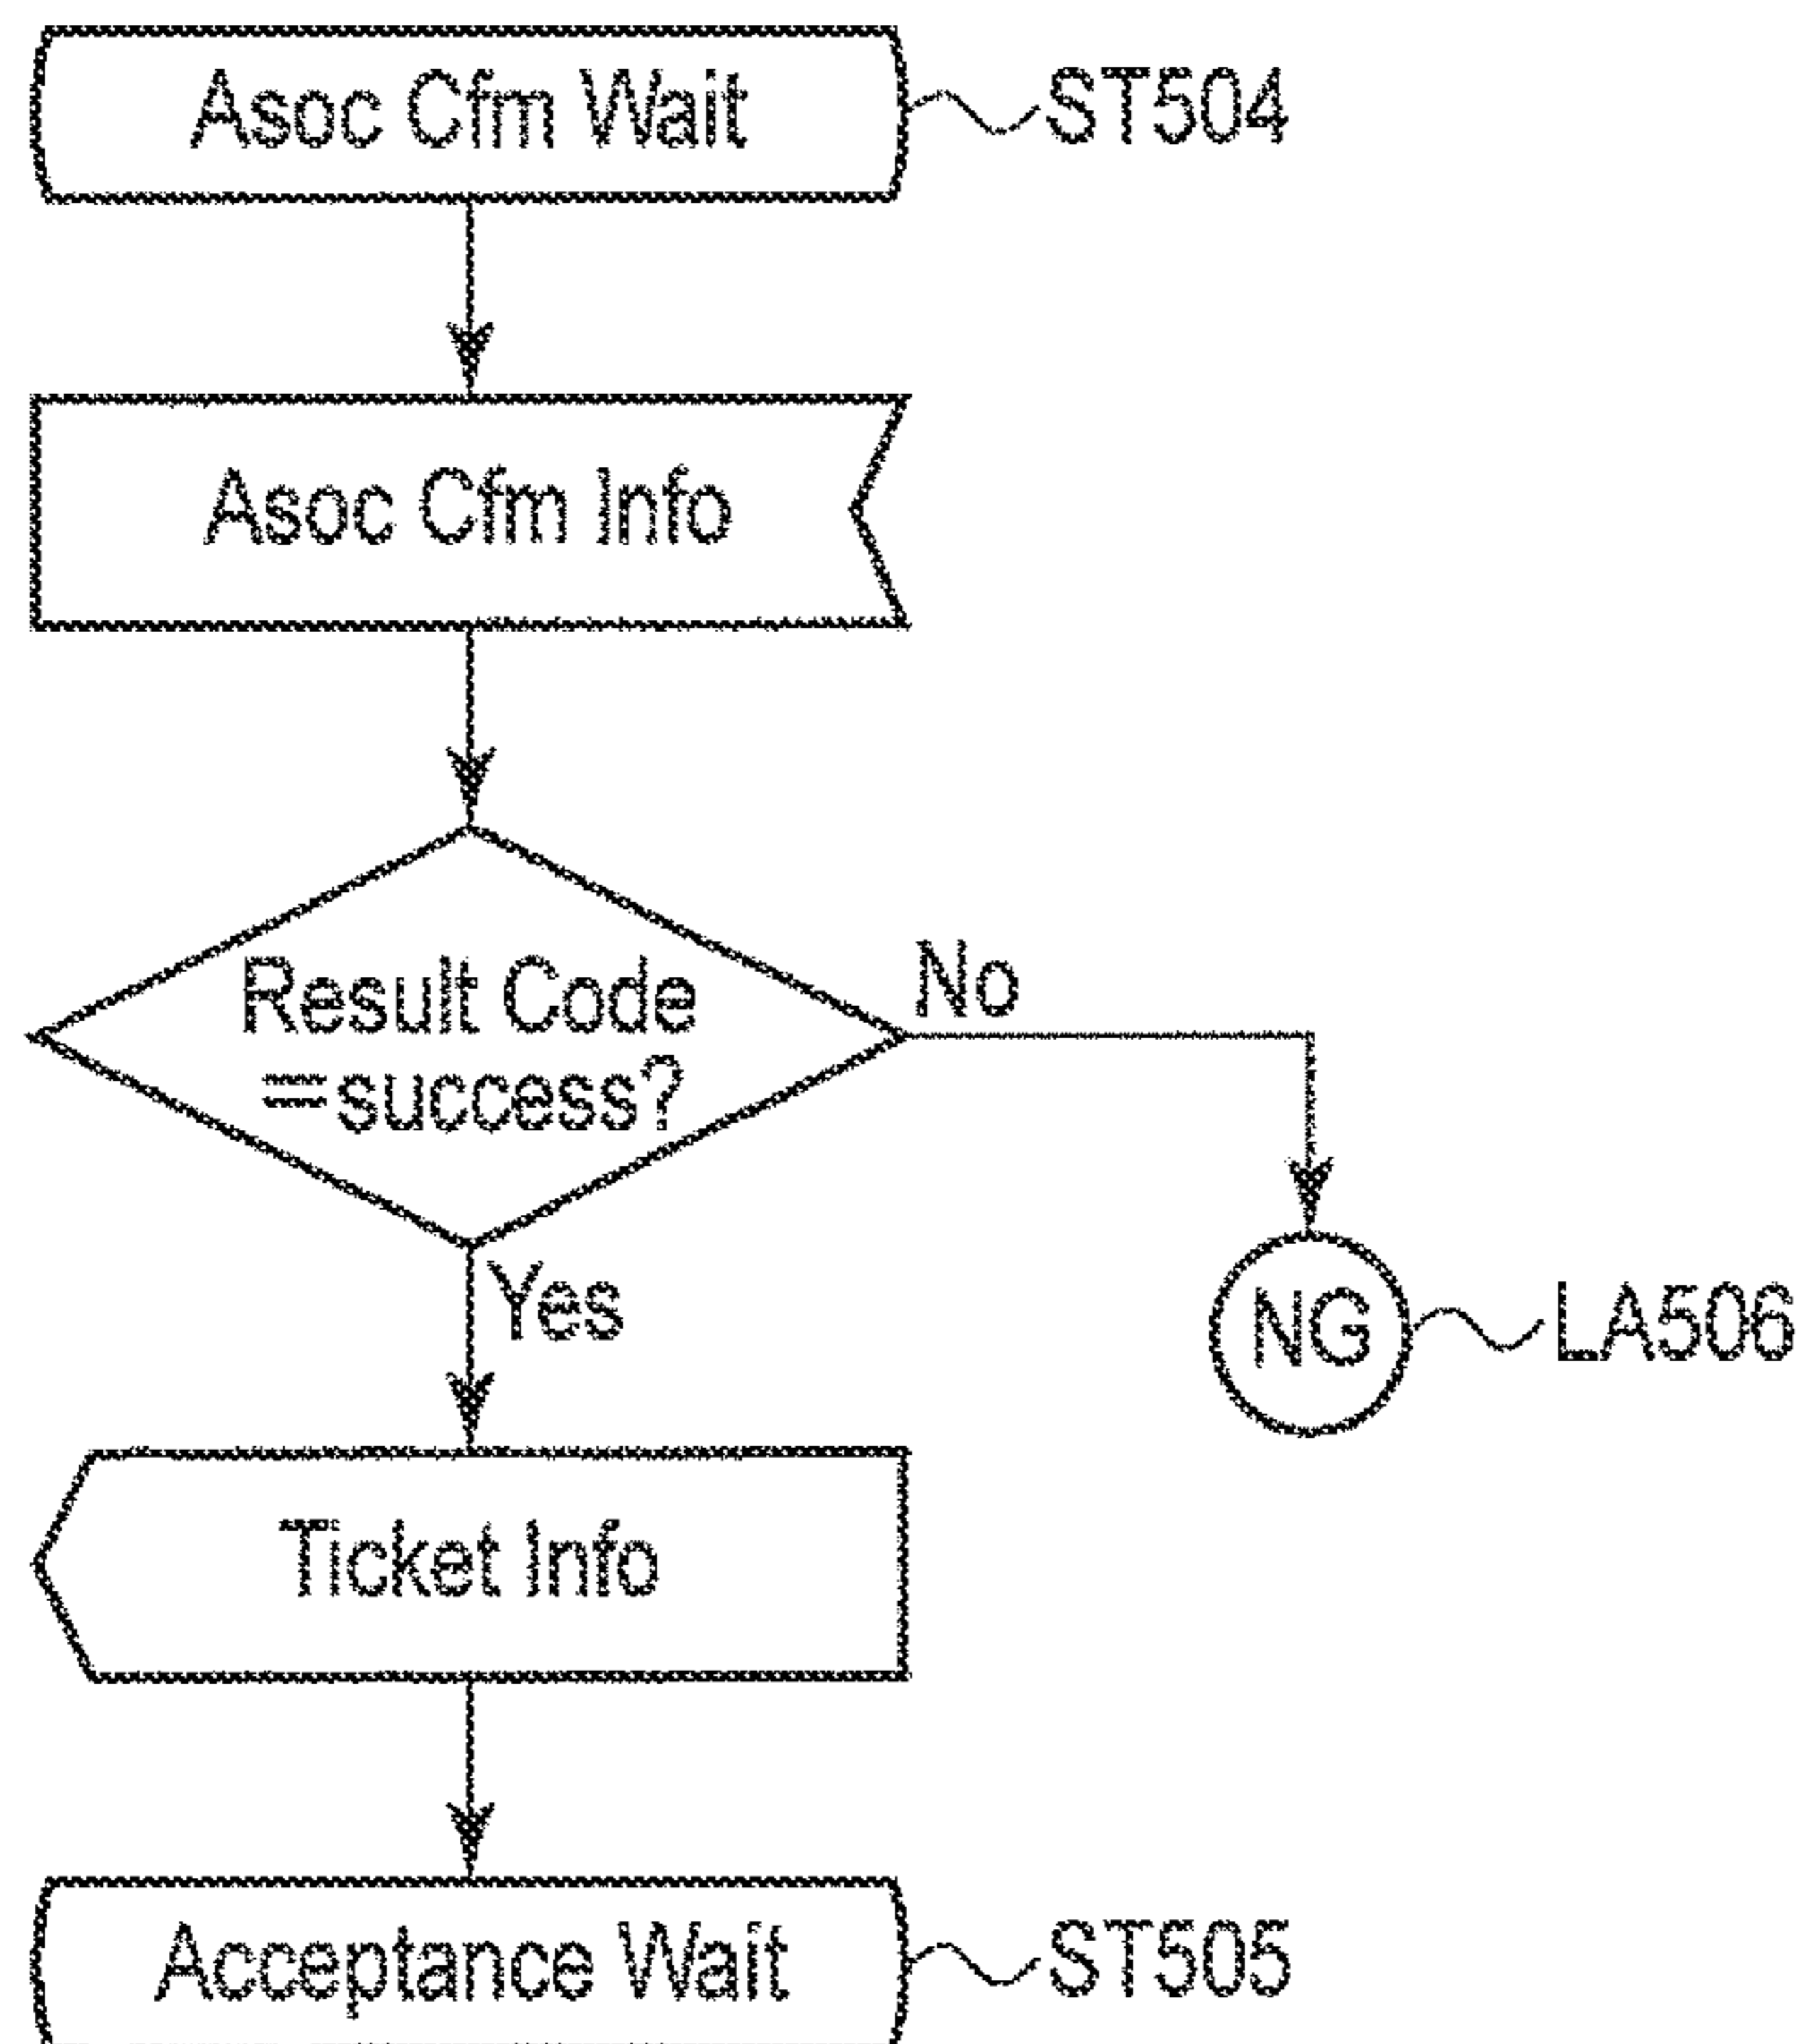 Asoc Cfm Wait
ST504
Asoc Cfm Info
Result Code
=success?
No
Yes
NG
LA506
Ticket Info
Acceptance Wait
ST505